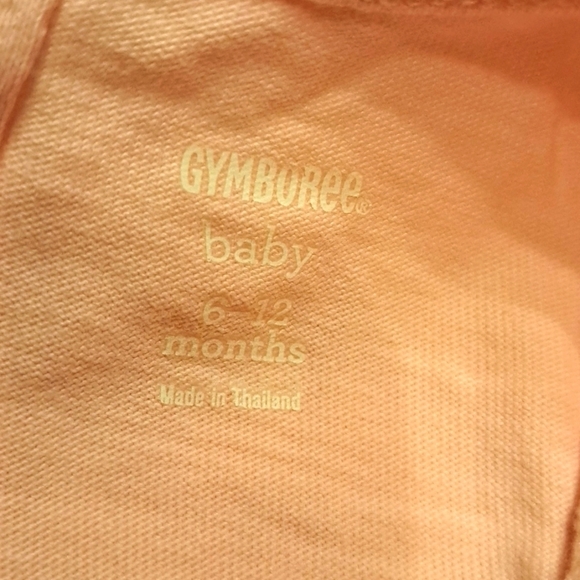 GYMBOREE®
baby
6-12
months
Made in Thailand